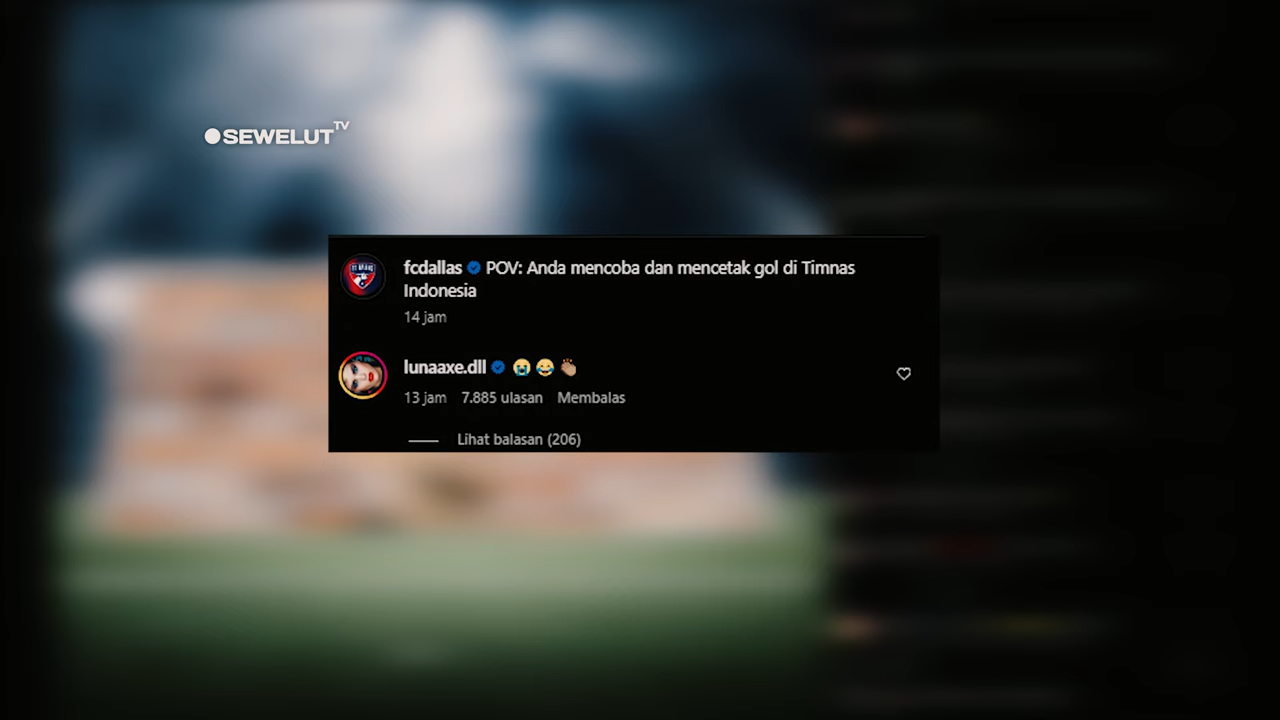 SEWELUT TV
fcdallas POV: Anda mencoba dan mencetak gol di Timnas
Indonesia
14 jam
lunaaxe.dll 😭😂👏🏽
13 jam 7.885 ulasan Membalas
Lihat balasan (206)